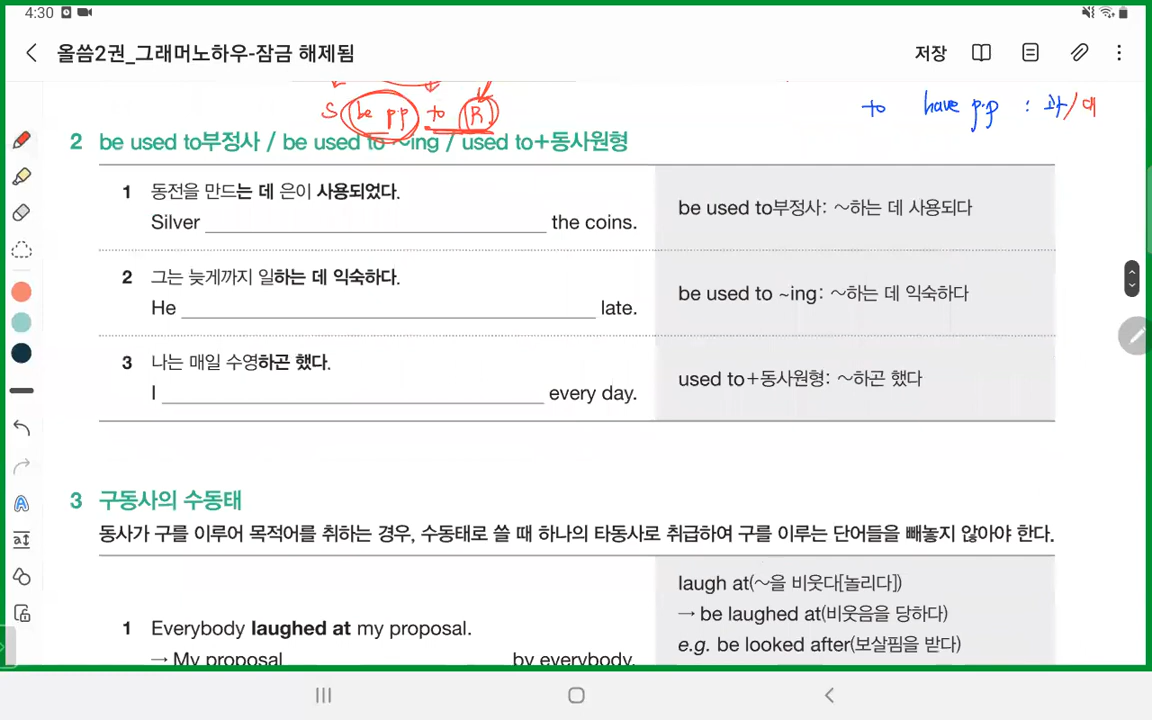 4:30
올씀2권_그래머노하우-잠금 해제됨
저장
S be pp to R
to have p.p : 과/대
2 be used to부정사 / be used to ~ing / used to+동사원형
1 동전을 만드는 데 은이 사용되었다.
Silver the coins.
be used to부정사: ~하는 데 사용되다
2 그는 늦게까지 일하는 데 익숙하다.
He late.
be used to ~ing: ~하는 데 익숙하다
3 나는 매일 수영하곤 했다.
I every day.
used to+동사원형: ~하곤 했다
3 구동사의 수동태
동사가 구를 이루어 목적어를 취하는 경우, 수동태로 쓸 때 하나의 타동사로 취급하여 구를 이루는 단어들을 빼놓지 않아야 한다.
laugh at(~을 비웃다[놀리다])
→ be laughed at(비웃음을 당하다)
e.g. be looked after(보살핌을 받다)
1 Everybody laughed at my proposal.
→ My proposal by everybody.